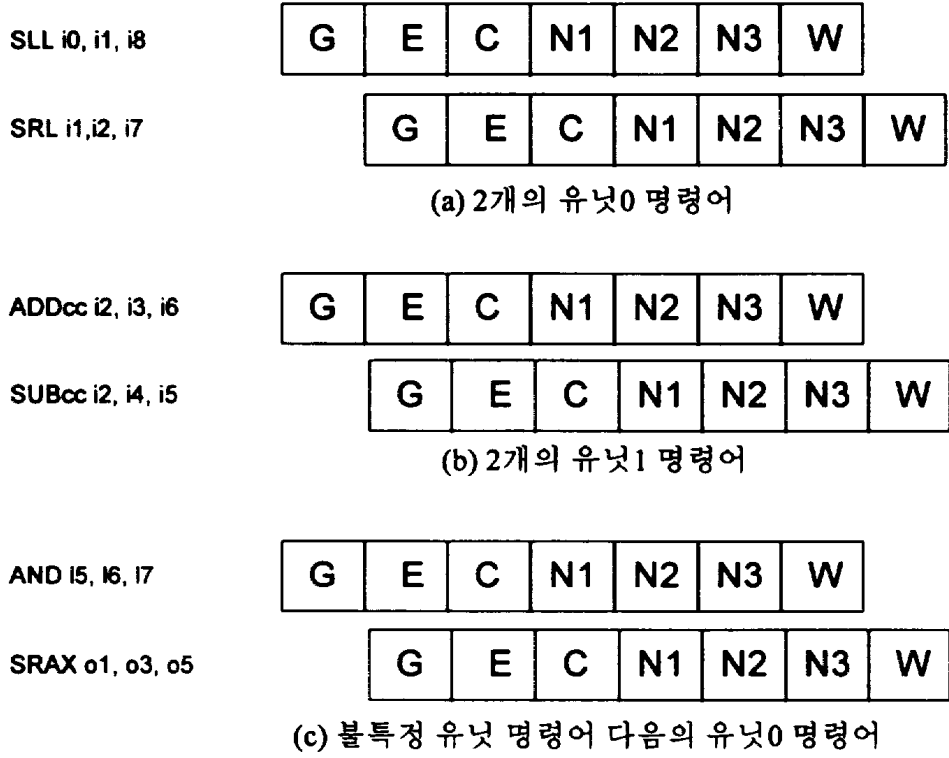 SLL i0, i1, i8 G E C N1 N2 N3 W
SRL i1,i2, i7 G E C N1 N2 N3 W
(a) 2개의 유닛0 명령어
ADDcc i2, i3, i6 G E C N1 N2 N3 W
SUBcc i2, i4, i5 G E C N1 N2 N3 W
(b) 2개의 유닛1 명령어
AND i5, i6, i7 G E C N1 N2 N3 W
SRAX o1, o3, o5 G E C N1 N2 N3 W
(c) 불특정 유닛 명령어 다음의 유닛0 명령어